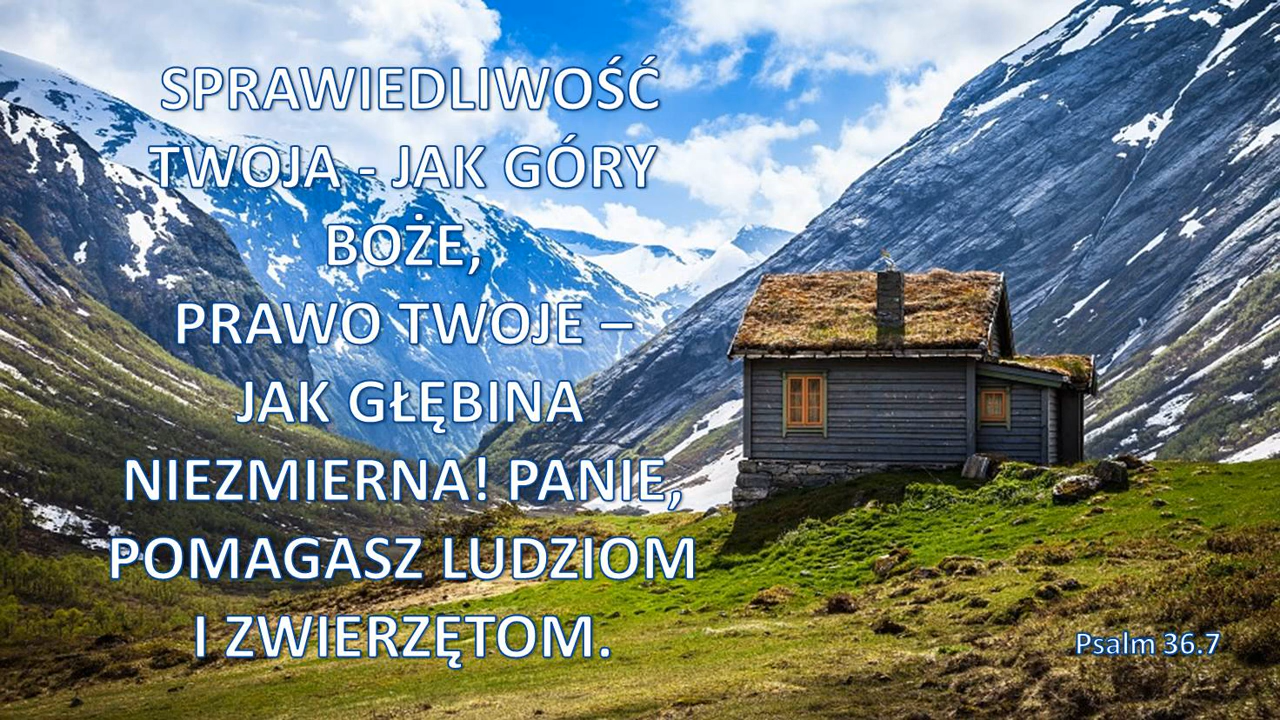 SPRAWIEDLIWOŚĆ
TWOJA - JAK GÓRY
BOŻE,
PRAWO TWOJE –
JAK GŁĘBINA
NIEZMIERNA! PANIE,
POMAGASZ LUDZIOM
I ZWIERZĘTOM.
Psalm 36.7